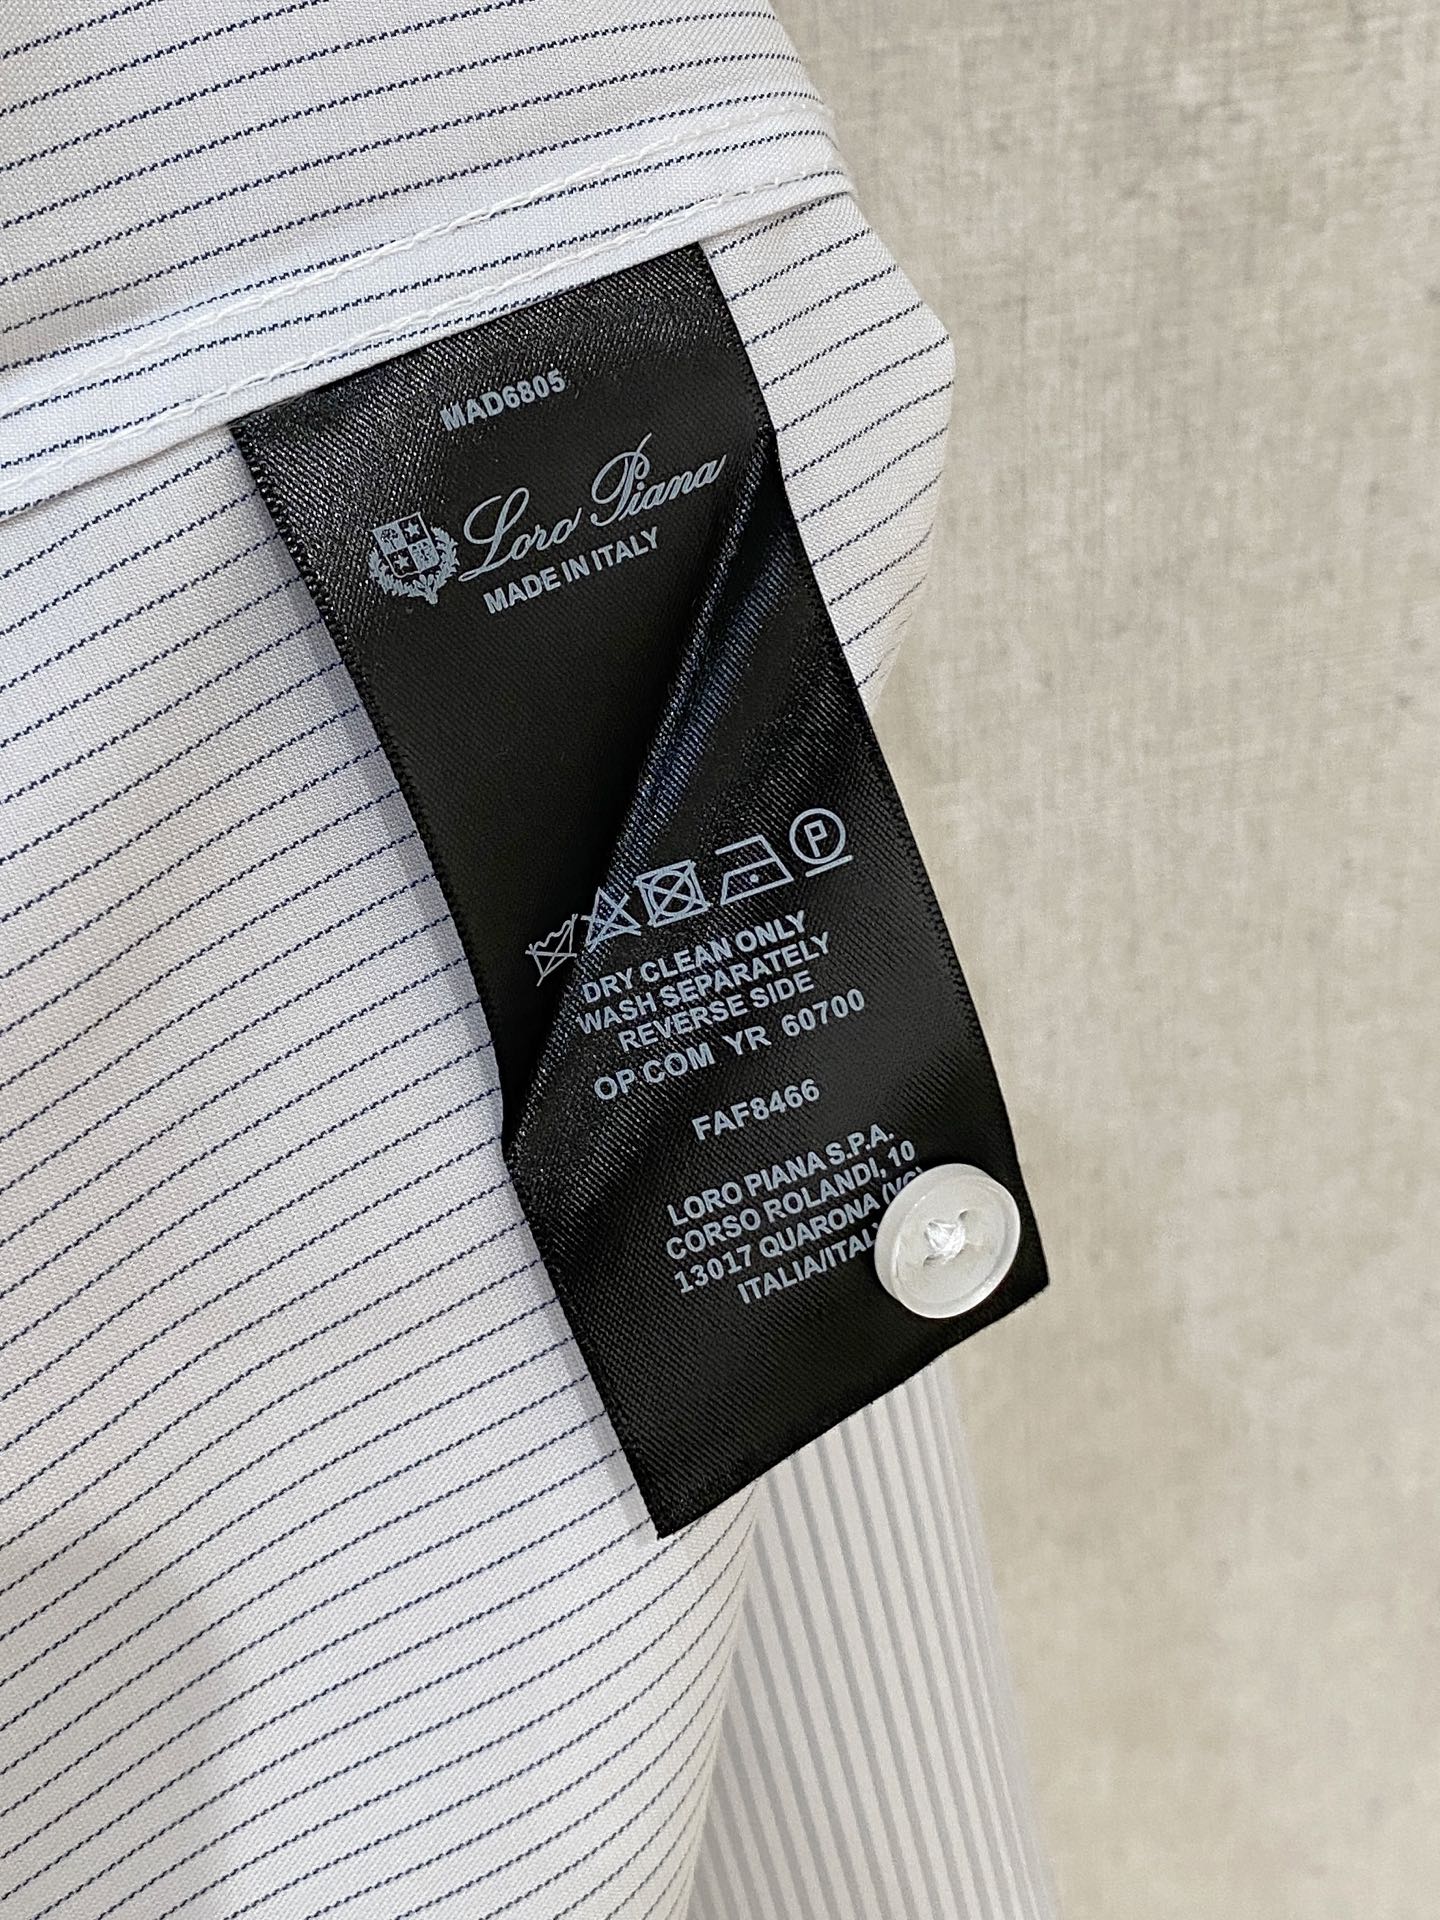 MAD6805
Loro Piana
MADE IN ITALY
P
DRY CLEAN ONLY
WASH SEPARATELY
REVERSE SIDE
OP COM YR 60700
FAF8466
LORO PIANA S.P.A.
CORSO ROLANDI, 10
13017 QUARONA
ITALIA/